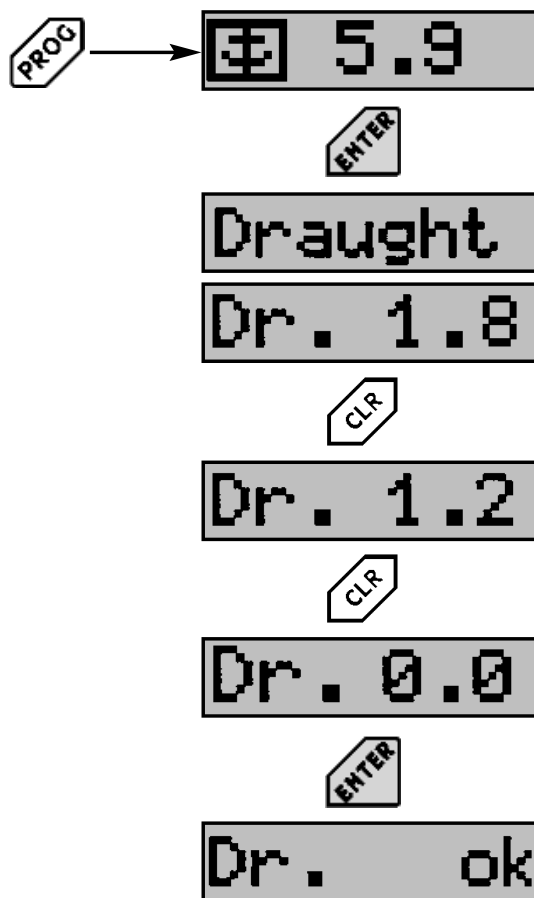 PROG
5.9
ENTER
Draught
Dr. 1.8
CLR
Dr. 1.2
CLR
Dr. 0.0
ENTER
Dr. ok